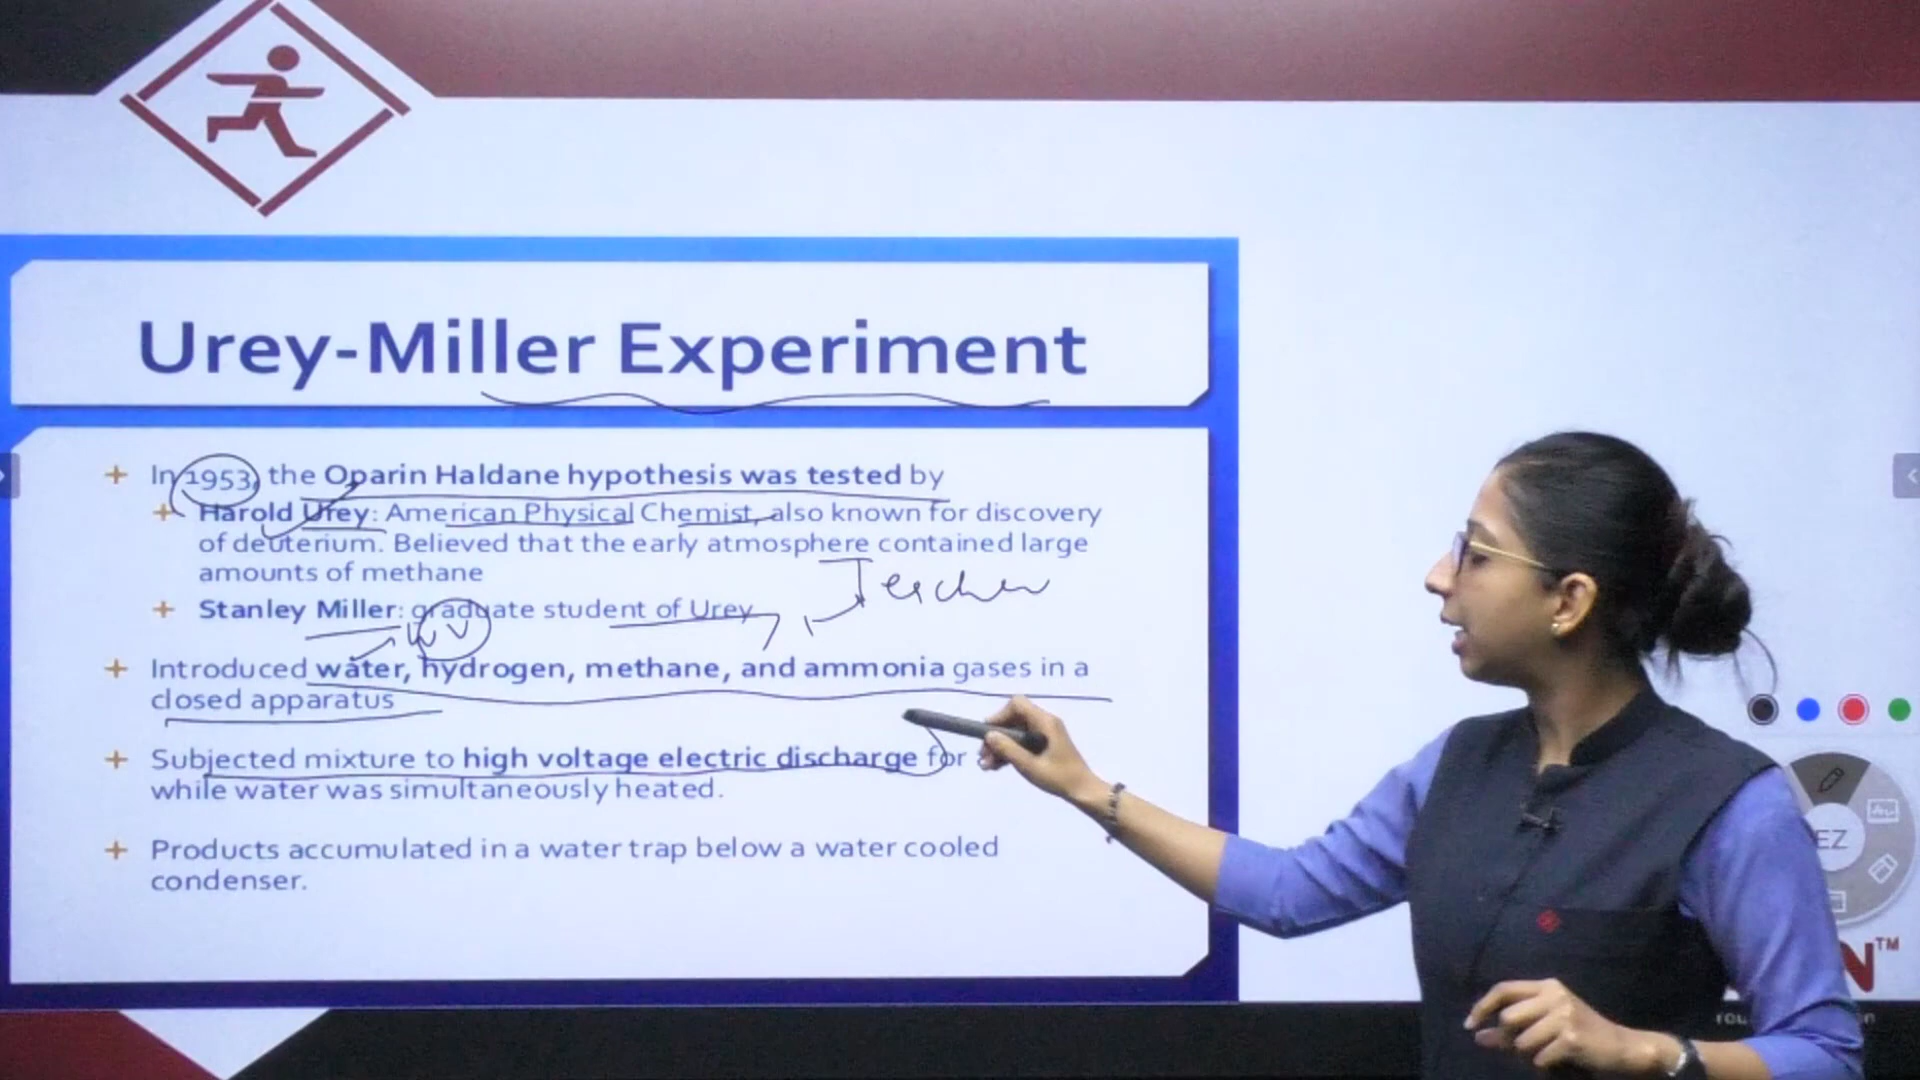 Urey-Miller Experiment
In 1953, the Oparin Haldane hypothesis was tested by
Harold Urey: American Physical Chemist, also known for discovery
of deuterium. Believed that the early atmosphere contained large
amounts of methane
Teacher
Stanley Miller: graduate student of Urey
Introduced water, hydrogen, methane, and ammonia gases in a
closed apparatus
Subjected mixture to high voltage electric discharge for
while water was simultaneously heated.
Products accumulated in a water trap below a water cooled
condenser.
EZ
N™